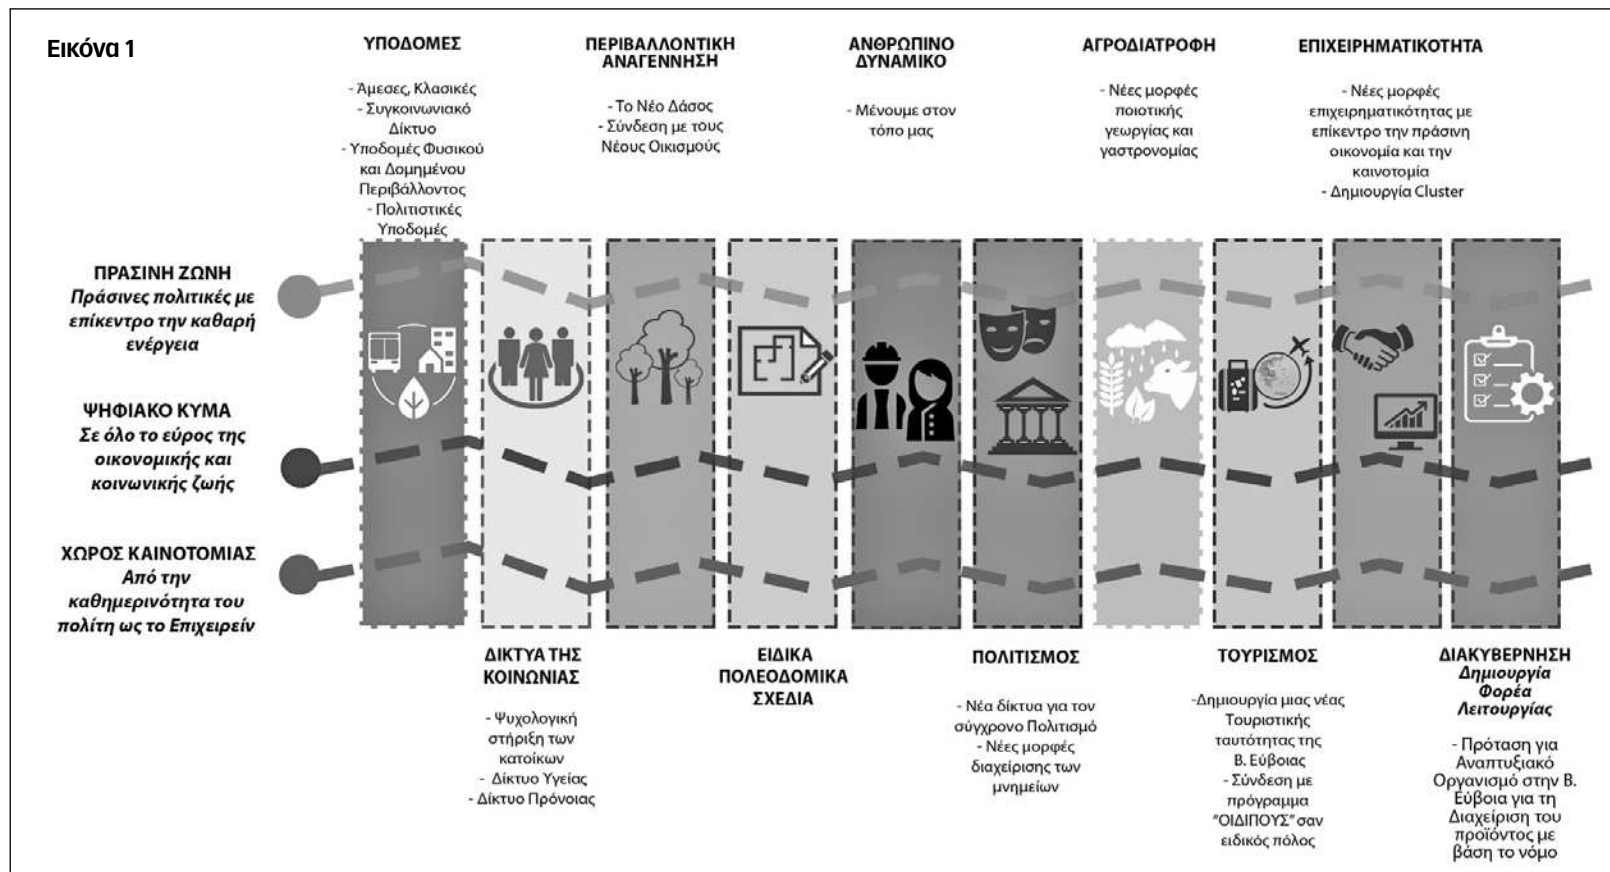 Εικόνα 1
ΥΠΟΔΟΜΕΣ
- Άμεσες, Κλασικές
- Συγκοινωνιακό
Δίκτυο
- Υποδομές Φυσικού
και Δομημένου
Περιβάλλοντος
- Πολιτιστικές
Υποδομές
ΠΕΡΙΒΑΛΛΟΝΤΙΚΗ
ΑΝΑΓΕΝΝΗΣΗ
- Το Νέο Δάσος
- Σύνδεση με τους
Νέους Οικισμούς
ΑΝΘΡΩΠΙΝΟ
ΔΥΝΑΜΙΚΟ
- Μένουμε στον
τόπο μας
ΑΓΡΟΔΙΑΤΡΟΦΗ
- Νέες μορφές
ποιοτικής
γεωργίας και
γαστρονομίας
ΕΠΙΧΕΙΡΗΜΑΤΙΚΟΤΗΤΑ
- Νέες μορφές
επιχειρηματικότητας με
επίκεντρο την πράσινη
οικονομία και την
καινοτομία
- Δημιουργία Cluster
ΠΡΑΣΙΝΗ ΖΩΝΗ
Πράσινες πολιτικές με
επίκεντρο την καθαρή
ενέργεια
ΨΗΦΙΑΚΟ ΚΥΜΑ
Σε όλο το εύρος της
οικονομικής και
κοινωνικής ζωής
ΧΩΡΟΣ ΚΑΙΝΟΤΟΜΙΑΣ
Από την
καθημερινότητα του
πολίτη ως το Επιχειρείν
ΔΙΚΤΥΑ ΤΗΣ
ΚΟΙΝΩΝΙΑΣ
- Ψυχολογική
στήριξη των
κατοίκων
- Δίκτυο Υγείας
- Δίκτυο Πρόνοιας
ΕΙΔΙΚΑ
ΠΟΛΕΟΔΟΜΙΚΑ
ΣΧΕΔΙΑ
ΠΟΛΙΤΙΣΜΟΣ
- Νέα δίκτυα για τον
σύγχρονο Πολιτισμό
- Νέες μορφές
διαχείρισης των
μνημείων
ΤΟΥΡΙΣΜΟΣ
-Δημιουργία μιας νέας
Τουριστικής
ταυτότητας της
Β. Εύβοιας
- Σύνδεση με
πρόγραμμα
"ΟΙΔΙΠΟΥΣ" σαν
ειδικός πόλος
ΔΙΑΚΥΒΕΡΝΗΣΗ
Δημιουργία
Φορέα
Λειτουργίας
- Πρόταση για
Αναπτυξιακό
Οργανισμό στην Β.
Εύβοια για τη
Διαχείριση του
προϊόντος με
βάση το νόμο